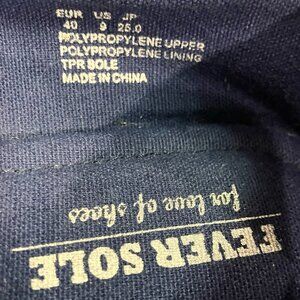 EUR US JP
40 9 25.0
POLYPROPYLENE UPPER
POLYPROPYLENE LINING
TPR SOLE
MADE IN CHINA
FEVER SOLE
for love of shoes